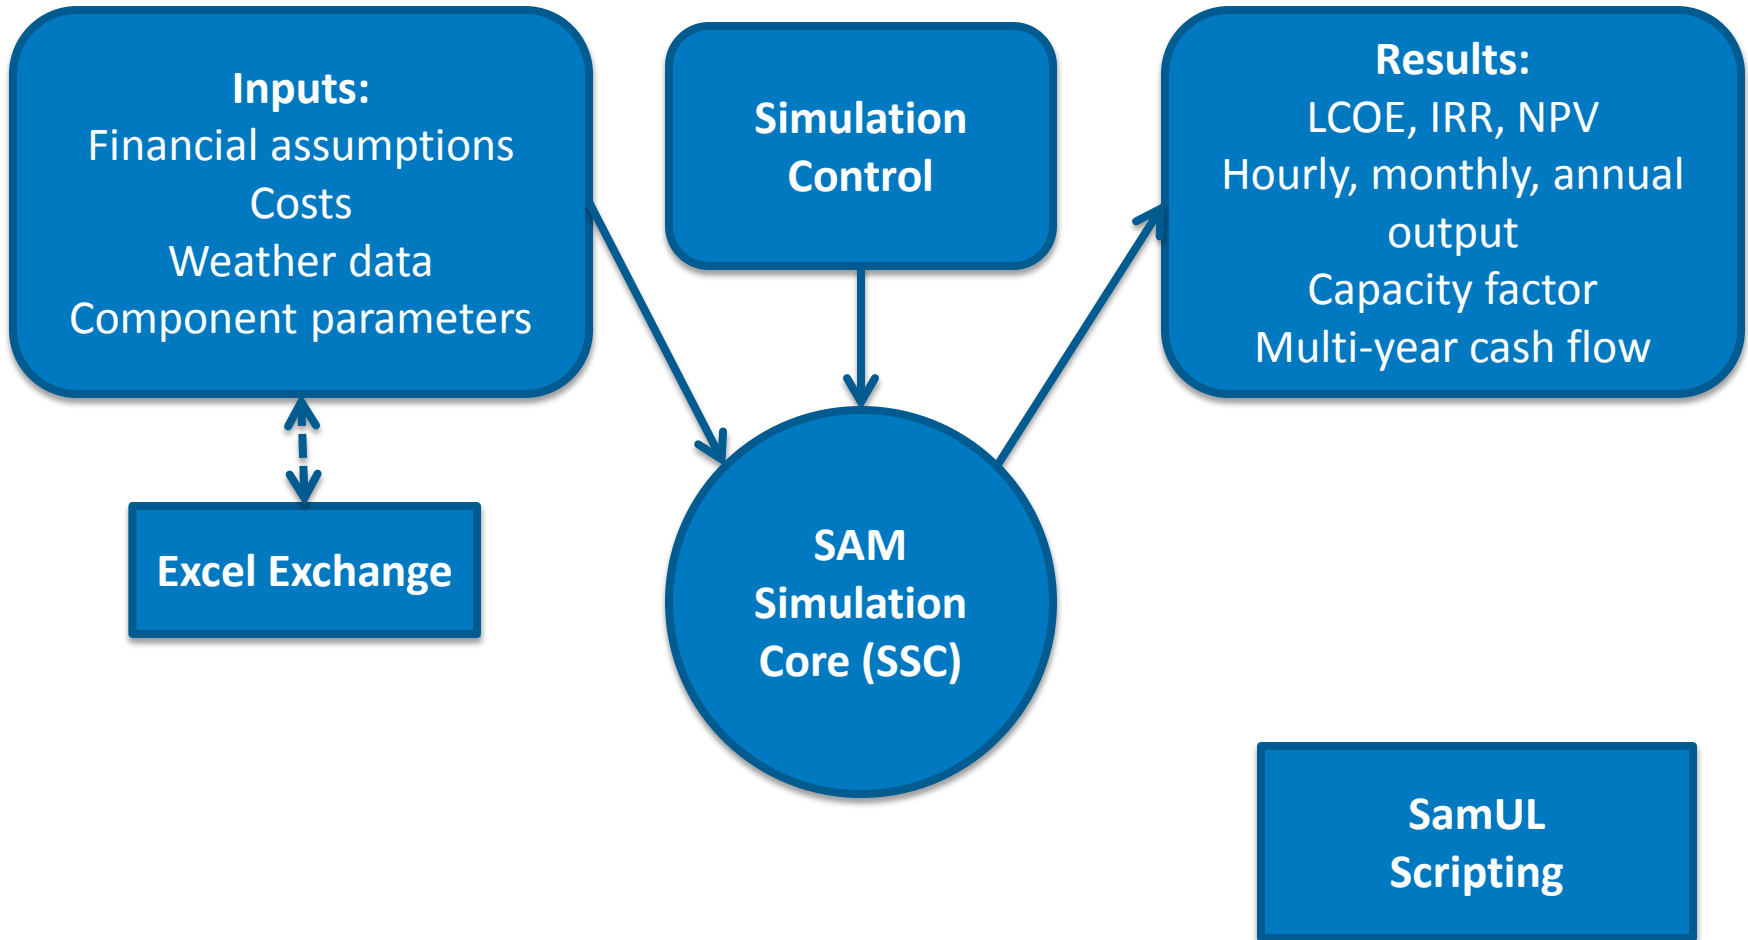 Inputs:
Financial assumptions
Costs
Weather data
Component parameters
Simulation
Control
Results:
LCOE, IRR, NPV
Hourly, monthly, annual
output
Capacity factor
Multi-year cash flow
Excel Exchange
SAM
Simulation
Core (SSC)
SamUL
Scripting